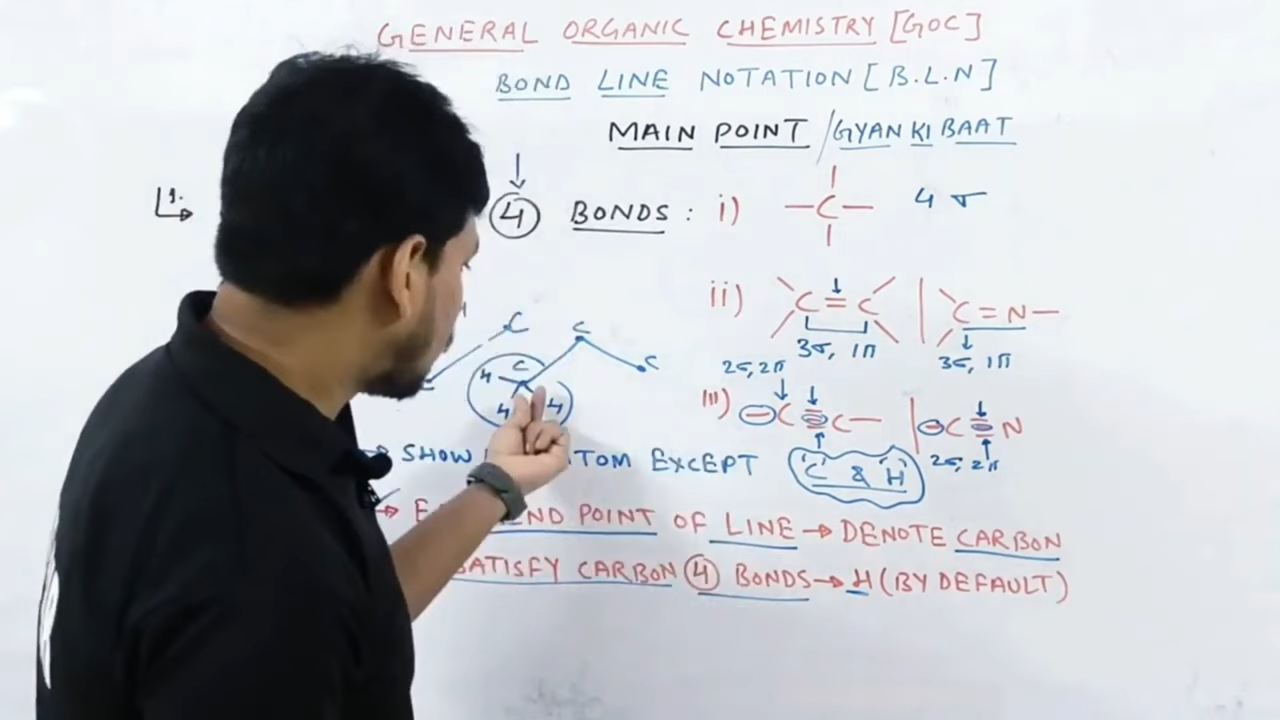 GENERAL ORGANIC CHEMISTRY [GOC]
BOND LINE NOTATION [B.L.N]
MAIN POINT / GYAN KI BAAT
1. 4 BONDS : i) —C— 4 σ
ii) C = C 3σ, 1π | C = N — 3σ, 1π
C C C C
H H H
2σ, 2π
iii) — C ≡ C — | — C ≡ N 2σ, 2π
→ SHOW ATOM EXCEPT 'C' & 'H'
→ END POINT OF LINE → DENOTE CARBON
SATISFY CARBON 4 BONDS → H (BY DEFAULT)